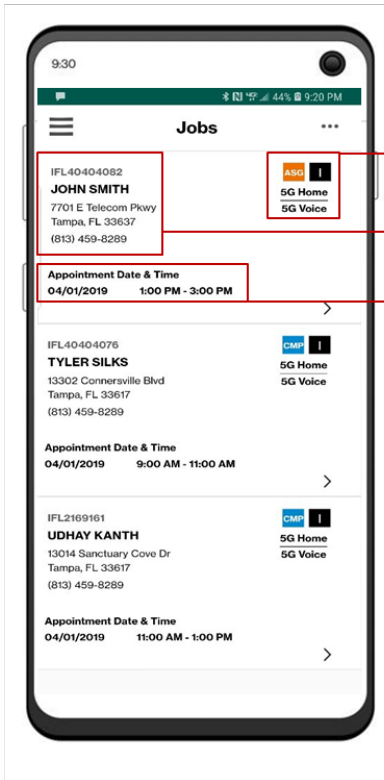 9:30
44% 9:20 PM
Jobs
IFL40404082
ASG I
JOHN SMITH
5G Home
7701 E Telecom Pkwy
5G Voice
Tampa, FL 33637
(813) 459-8289
Appointment Date & Time
04/01/2019 1:00 PM - 3:00 PM
IFL40404076
CMP I
TYLER SILKS
5G Home
13302 Connersville Blvd
5G Voice
Tampa, FL 33617
(813) 459-8289
Appointment Date & Time
04/01/2019 9:00 AM - 11:00 AM
IFL2169161
CMP I
UDHAY KANTH
5G Home
13014 Sanctuary Cove Dr
5G Voice
Tampa, FL 33617
(813) 459-8289
Appointment Date & Time
04/01/2019 11:00 AM - 1:00 PM